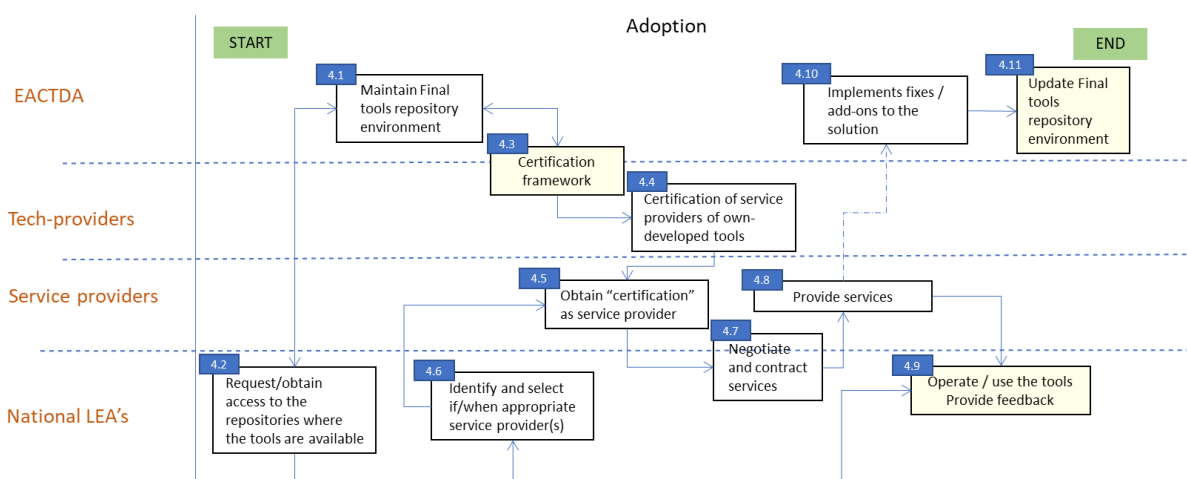 Adoption
START
END
EACTDA
4.1
Maintain Final
tools repository
environment
4.10
Implements fixes /
add-ons to the
solution
4.11
Update Final
tools
repository
environment
4.3
Certification
framework
Tech-providers
4.4
Certification of service
providers of own-
developed tools
Service providers
4.5
Obtain “certification”
as service provider
4.8
Provide services
4.7
Negotiate
and contract
services
National LEA’s
4.2
Request/obtain
access to the
repositories where
the tools are available
4.6
Identify and select
if/when appropriate
service provider(s)
4.9
Operate / use the tools
Provide feedback